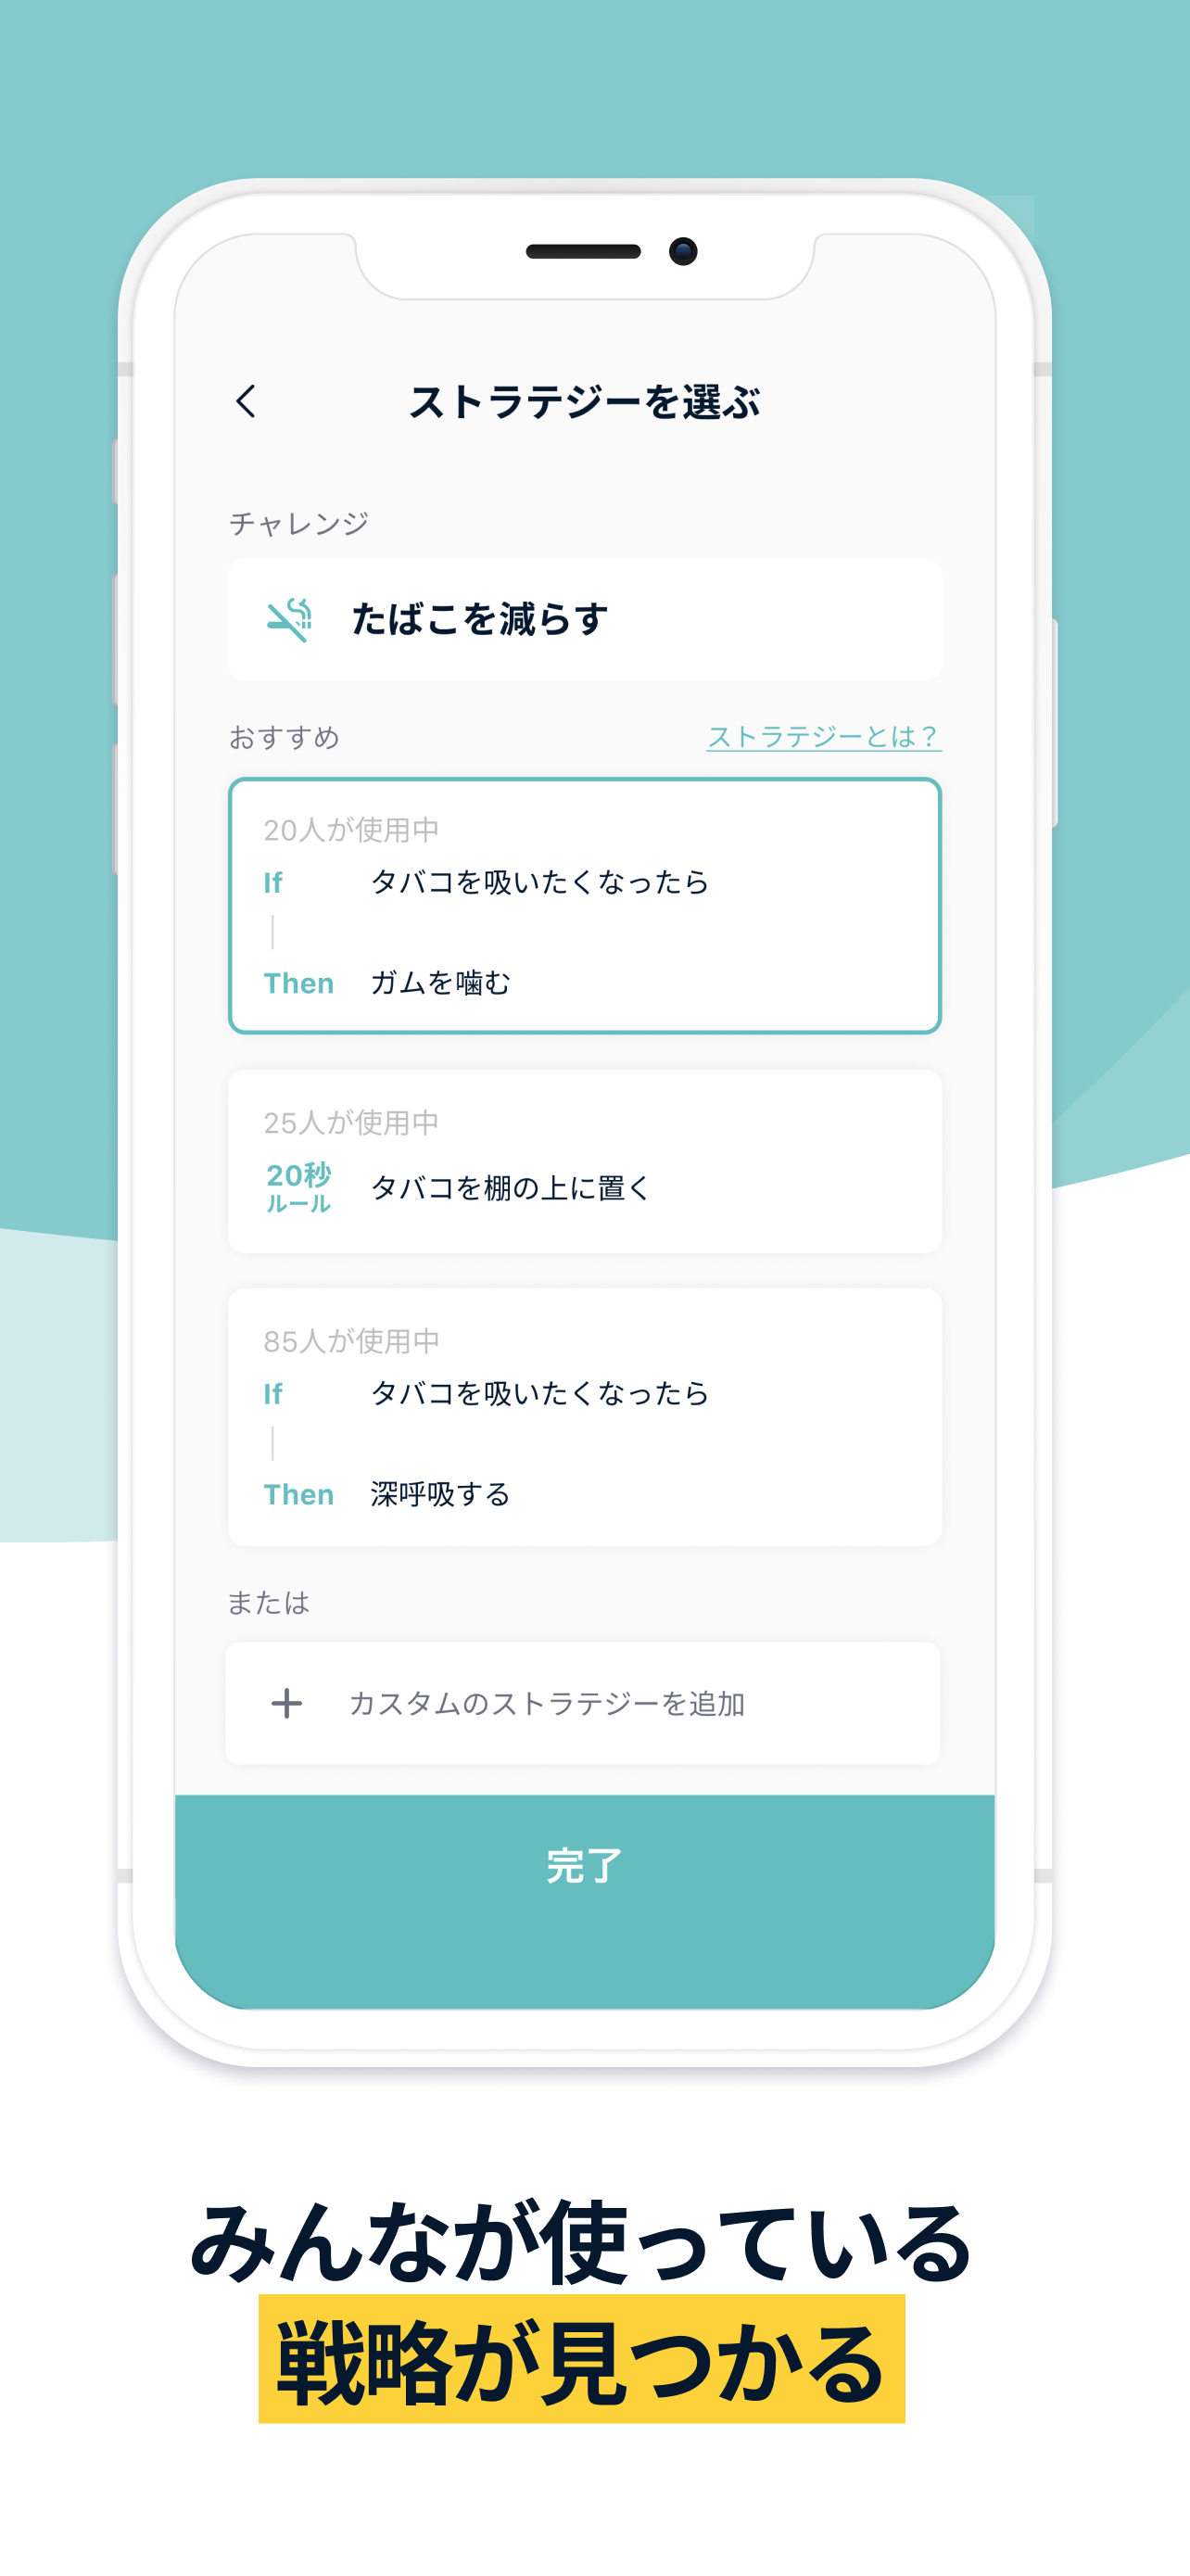 ストラテジーを選ぶ
チャレンジ
たばこを減らす
おすすめ
ストラテジーとは？
20人が使用中
If タバコを吸いたくなったら
Then ガムを噛む
25人が使用中
20秒
ルール
タバコを棚の上に置く
85人が使用中
If タバコを吸いたくなったら
Then 深呼吸する
または
カスタムのストラテジーを追加
完了
みんなが使っている
戦略が見つかる